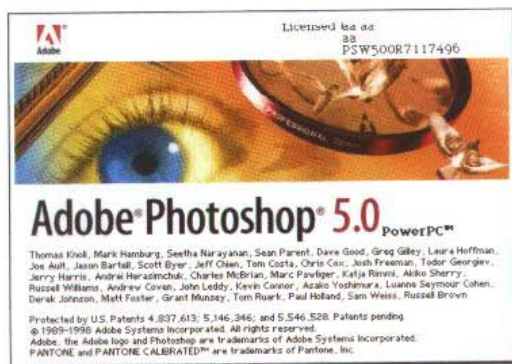 Adobe
Licensed to: aa aa
aa
PSW500R7117496
PROFESSIONAL
Adobe® Photoshop® 5.0 PowerPC™
Thomas Knoll, Mark Hamburg, Seetha Narayanan, Sean Parent, Dave Good, Greg Gilley, Laura Hoffman,
Joe Ault, Jason Bartell, Scott Byer, Jeff Chien, Tom Costa, Chris Cox, Josh Freeman, Todor Georgiev,
Jerry Harris, Andrei Herasimchuk, Charles McBrian, Marc Pawliger, Katja Rimmi, Akiko Sherry,
Russell Williams, Andrew Coven, John Leddy, Kevin Connor, Asako Yoshimura, Luanne Seymour Cohen,
Derek Johnson, Matt Foster, Grant Munsey, Tom Ruark, Paul Holland, Sam Weiss, Russell Brown
Protected by U.S. Patents 4,837,613; 5,146,346; and 5,546,528. Patents pending.
© 1989-1998 Adobe Systems Incorporated. All rights reserved.
Adobe, the Adobe logo and Photoshop are trademarks of Adobe Systems Incorporated.
PANTONE and PANTONE CALIBRATED™ are trademarks of Pantone, Inc.